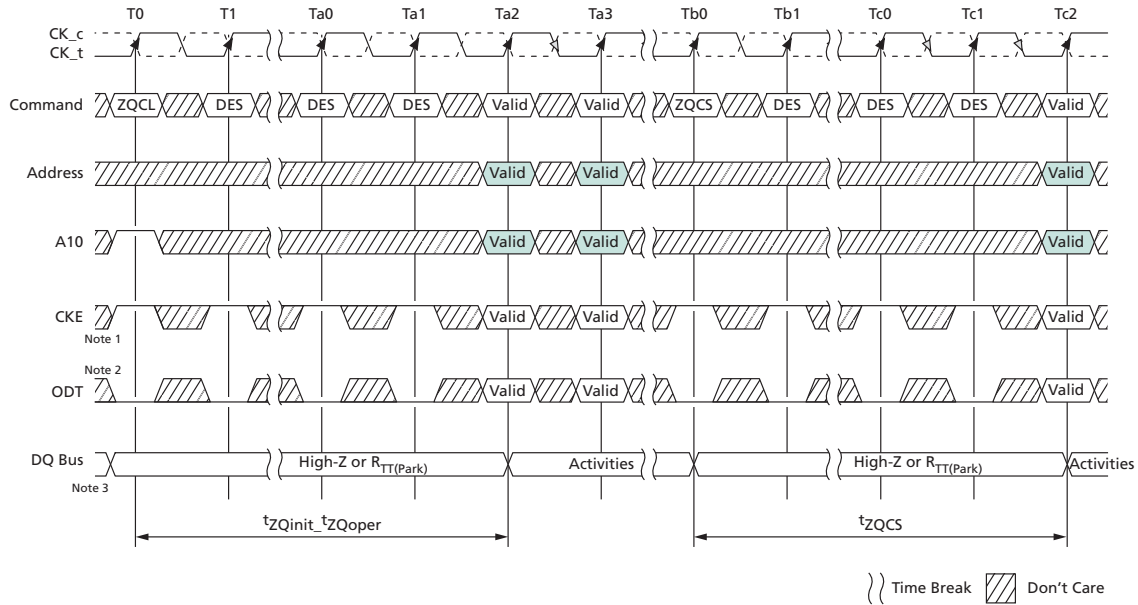 T0 T1 Ta0 Ta1 Ta2 Ta3 Tb0 Tb1 Tc0 Tc1 Tc2
CK_c
CK_t
Command ZQCL DES DES DES Valid Valid ZQCS DES DES DES Valid
Address Valid Valid Valid
A10 Valid Valid Valid
CKE Valid Valid Valid
Note 1
Note 2
ODT Valid Valid Valid
DQ Bus High-Z or RTT(Park) Activities High-Z or RTT(Park) Activities
Note 3
tZQinit_tZQoper tZQCS
Time Break Don't Care